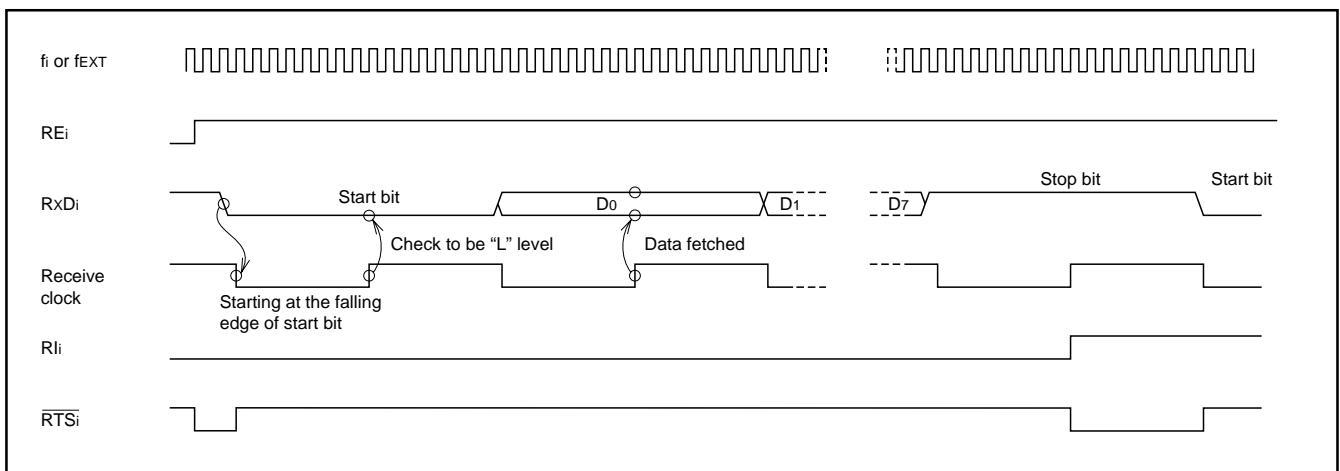 fi or fEXT
REi
RxDi
Start bit
D0
D1
D7
Stop bit
Start bit
Check to be “L” level
Data fetched
Receive
clock
Starting at the falling
edge of start bit
RIi
RTSi